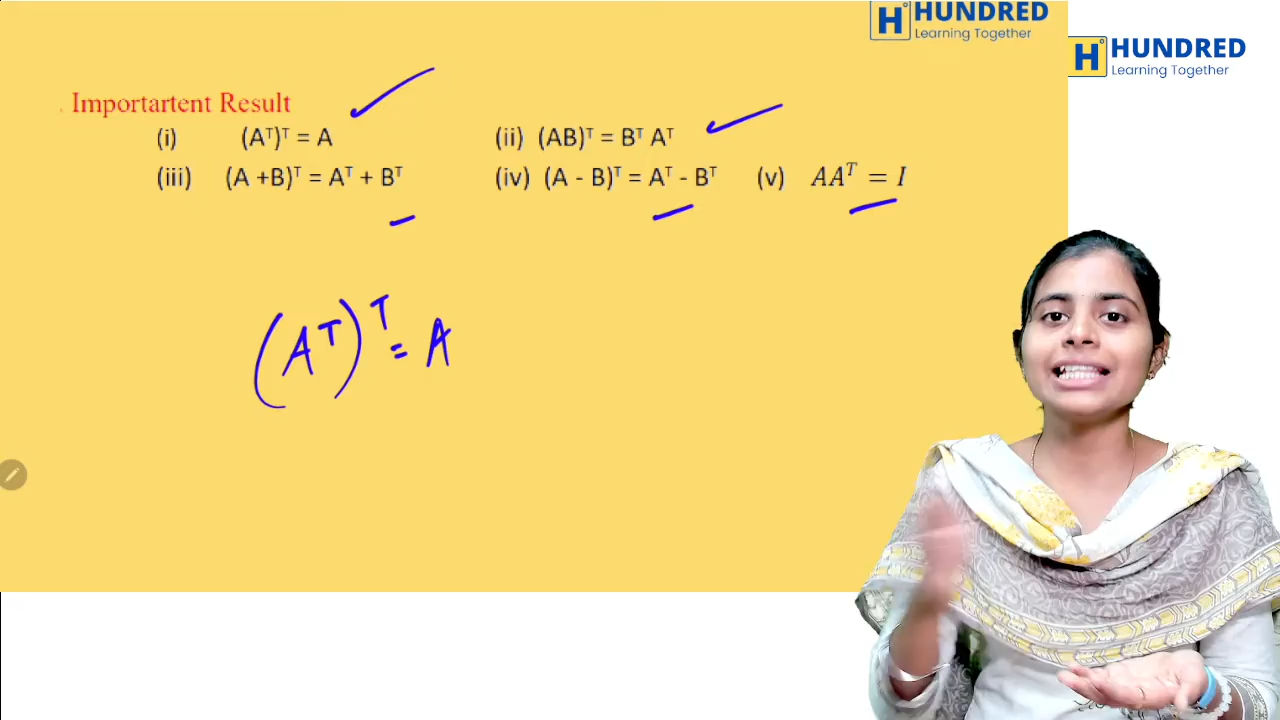 H° HUNDRED
Learning Together
H° HUNDRED
Learning Together
Importartent Result
(i) (Aᵀ)ᵀ = A (ii) (AB)ᵀ = Bᵀ Aᵀ
(iii) (A +B)ᵀ = Aᵀ + Bᵀ (iv) (A - B)ᵀ = Aᵀ - Bᵀ (v) AAᵀ = I
(Aᵀ)ᵀ = A